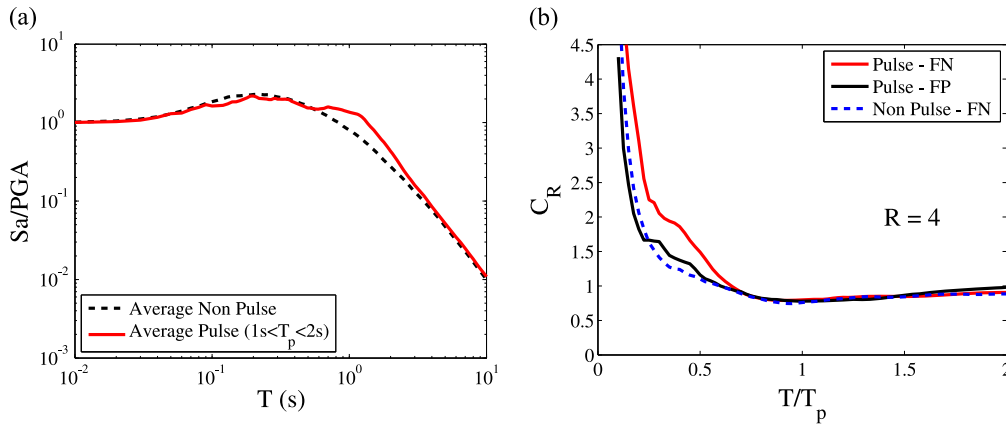 (a)
Sa/PGA
10^1
10^0
10^-1
10^-2
10^-3
10^-2
10^-1
10^0
10^1
T (s)
Average Non Pulse
Average Pulse (1s<T_p<2s)
(b)
C_R
4.5
4
3.5
3
2.5
2
1.5
1
0.5
0
0
0.5
1
1.5
2
T/T_p
Pulse - FN
Pulse - FP
Non Pulse - FN
R = 4